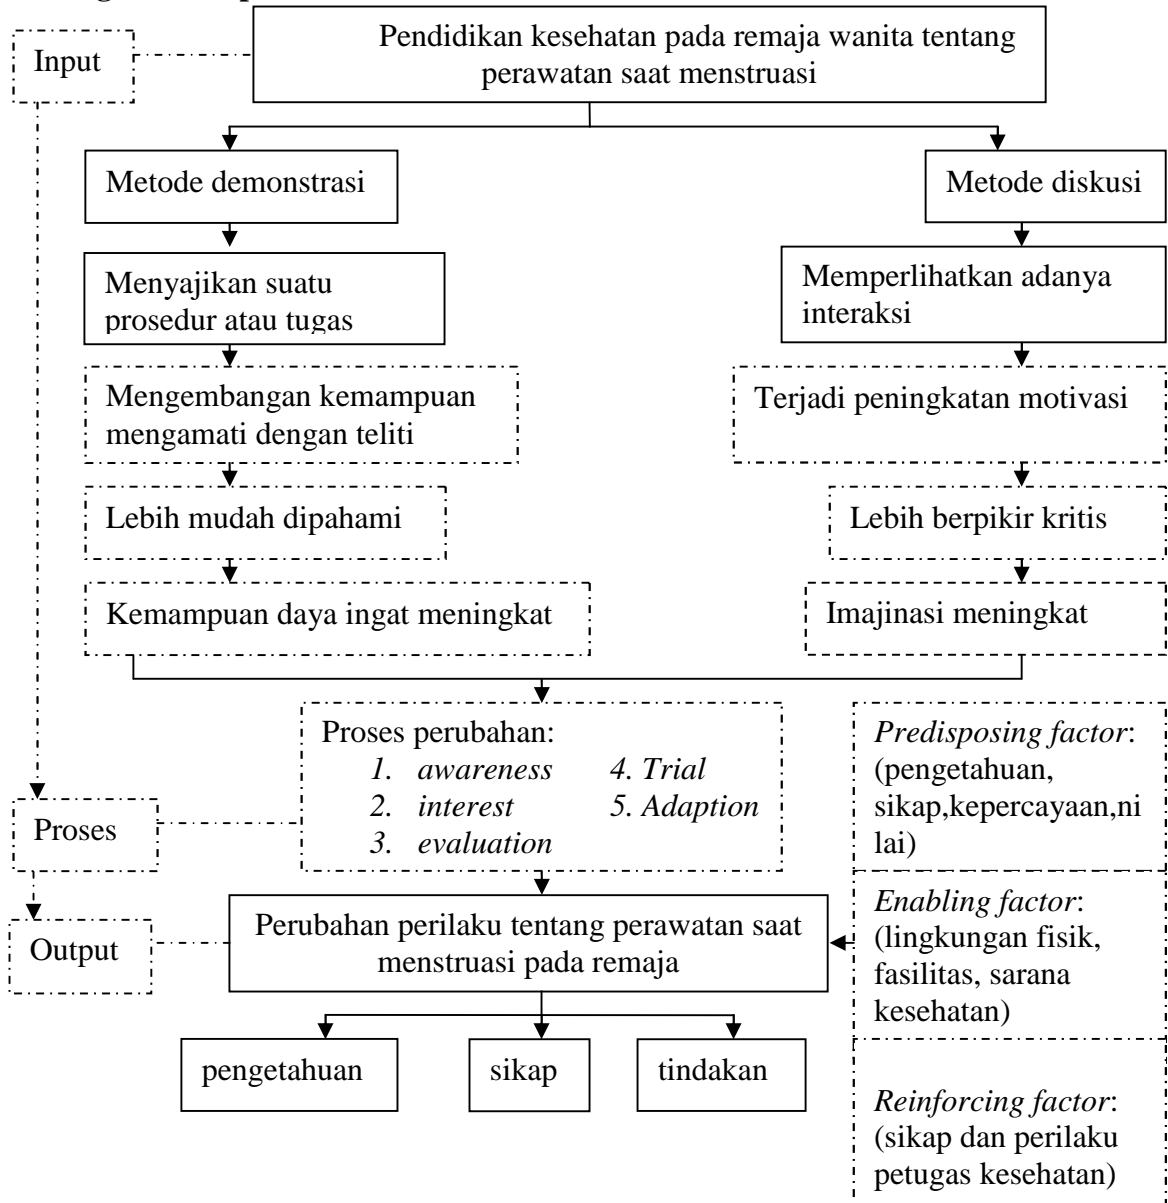 Input
Pendidikan kesehatan pada remaja wanita tentang
perawatan saat menstruasi
Metode demonstrasi
Metode diskusi
Menyajikan suatu
prosedur atau tugas
Memperlihatkan adanya
interaksi
Mengembangan kemampuan
mengamati dengan teliti
Terjadi peningkatan motivasi
Lebih mudah dipahami
Lebih berpikir kritis
Kemampuan daya ingat meningkat
Imajinasi meningkat
Proses perubahan:
1. awareness 4. Trial
2. interest 5. Adaption
3. evaluation
Predisposing factor:
(pengetahuan,
sikap,kepercayaan,ni
lai)
Proses
Enabling factor:
(lingkungan fisik,
fasilitas, sarana
kesehatan)
Output
Perubahan perilaku tentang perawatan saat
menstruasi pada remaja
pengetahuan
sikap
tindakan
Reinforcing factor:
(sikap dan perilaku
petugas kesehatan)